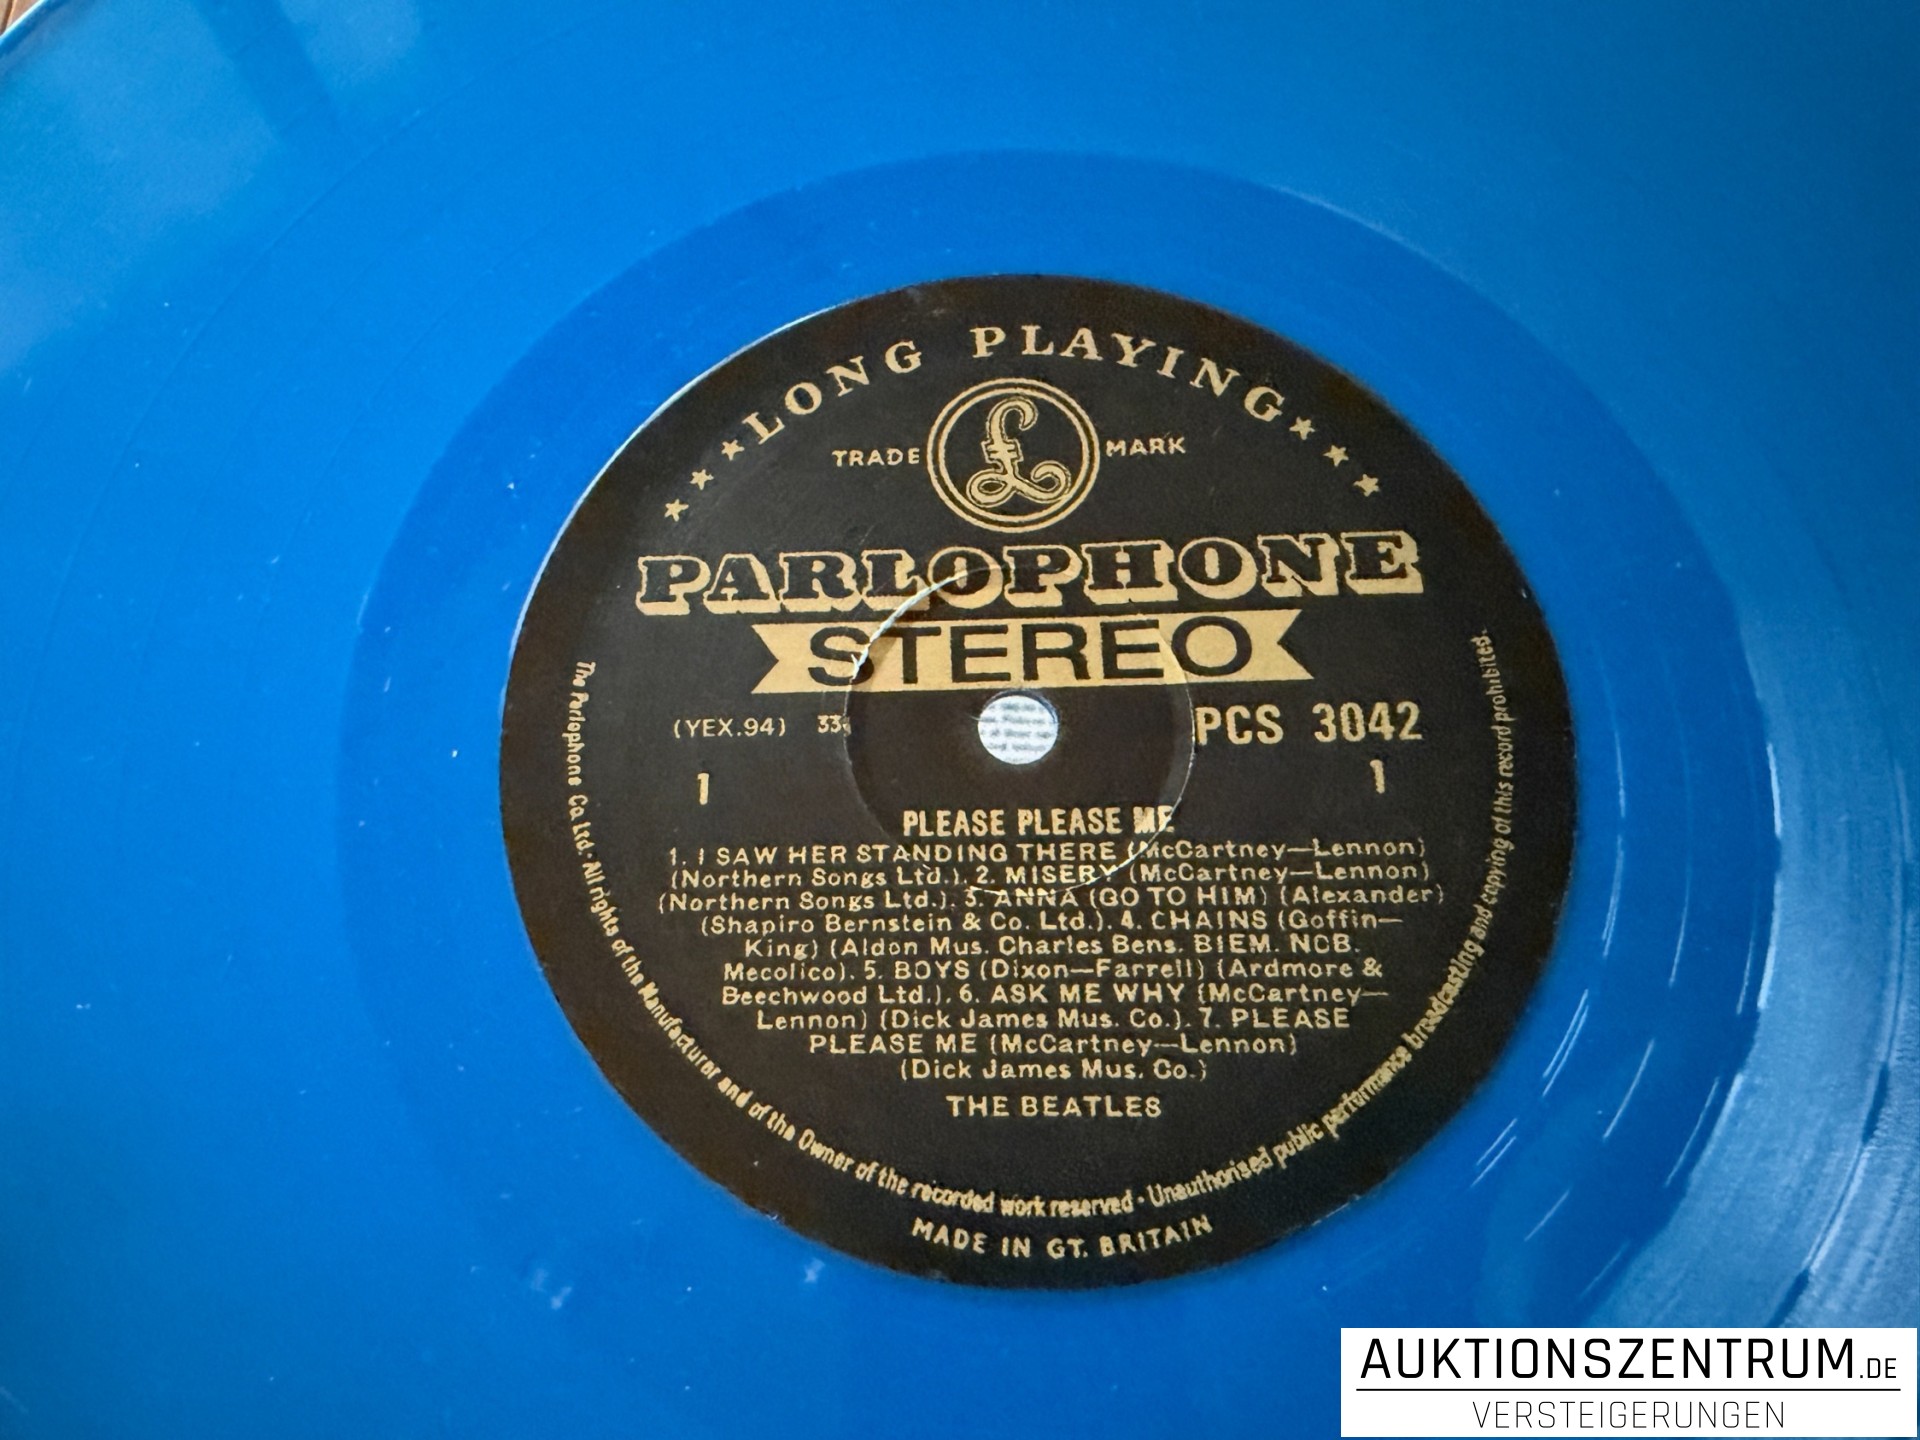 LONG PLAYING
TRADE MARK
£
PARLOPHONE
STEREO
(YEX.94) 33⅓ PCS 3042
1 1
PLEASE PLEASE ME
1. I SAW HER STANDING THERE (McCartney—Lennon)
(Northern Songs Ltd.). 2. MISERY (McCartney—Lennon)
(Northern Songs Ltd.). 3. ANNA (GO TO HIM) (Alexander)
(Shapiro Bernstein & Co. Ltd.). 4. CHAINS (Goffin—
King) (Aldon Mus. Charles Bens. BIEM. NCB.
Mecolico). 5. BOYS (Dixon—Farrell) (Ardmore &
Beechwood Ltd.). 6. ASK ME WHY (McCartney—
Lennon) (Dick James Mus. Co.). 7. PLEASE
PLEASE ME (McCartney—Lennon)
(Dick James Mus. Co.)
THE BEATLES
The Parlophone Co. Ltd. · All rights of the Manufacturer and of the Owner of the recorded work reserved · Unauthorised public performance broadcasting and copying of this record prohibited.
MADE IN GT. BRITAIN
AUKTIONSZENTRUM.DE
VERSTEIGERUNGEN